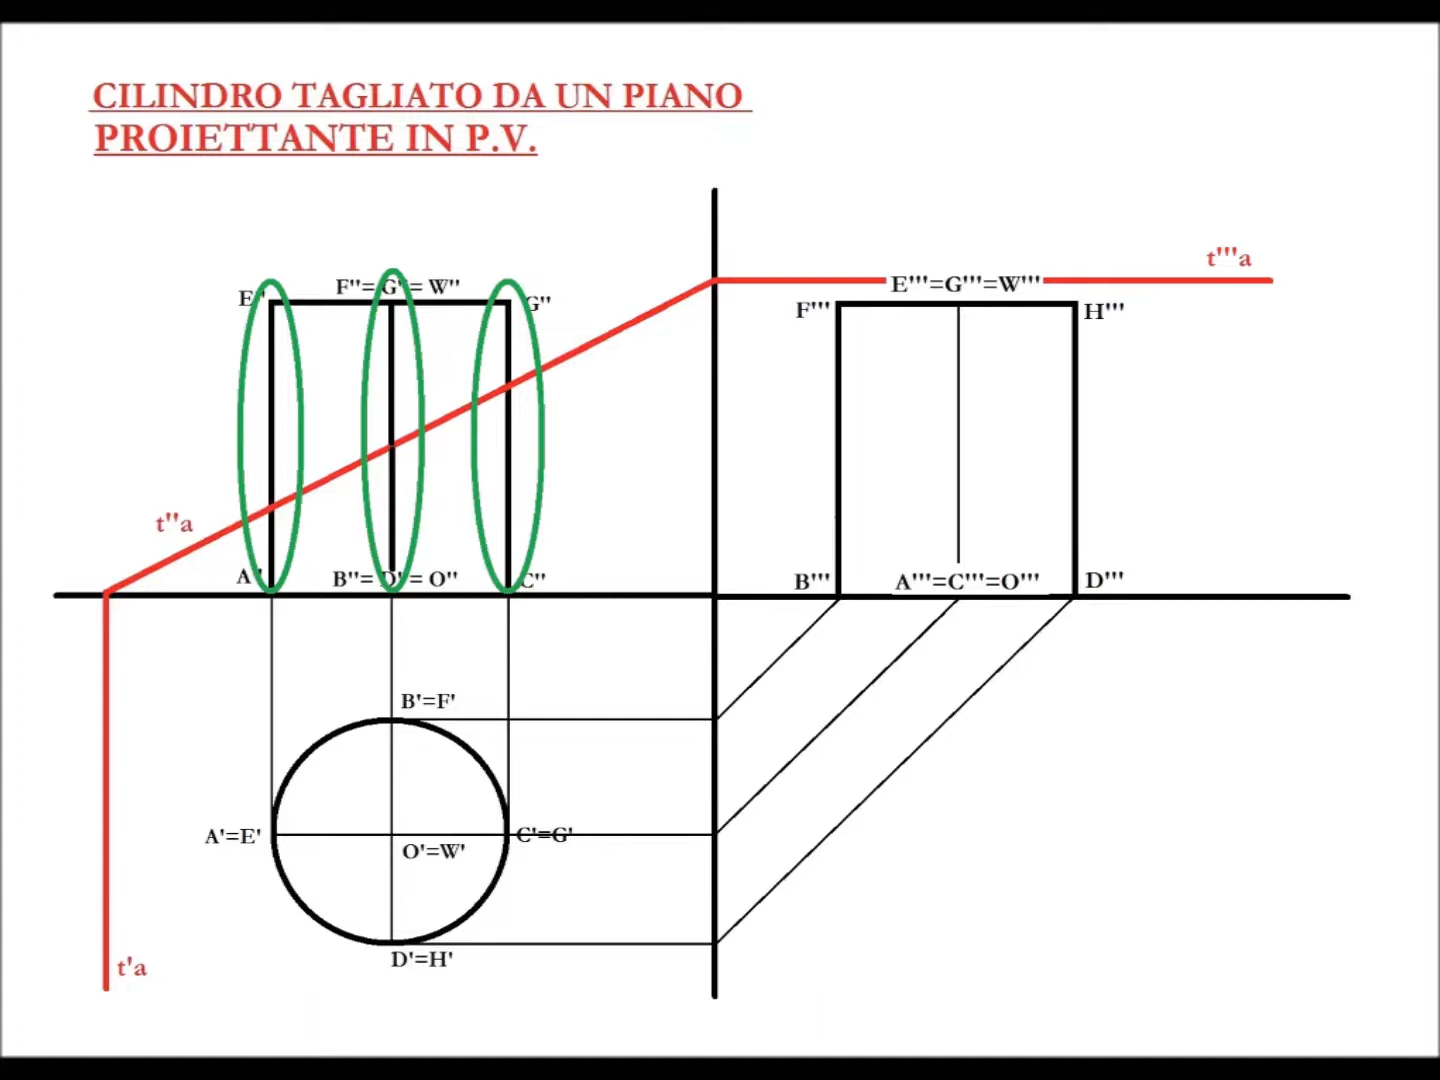 CILINDRO TAGLIATO DA UN PIANO
PROIETTANTE IN P.V.
t'''a
E''
F''= G''= W''
G''
E'''=G'''=W'''
F'''
H'''
t''a
A''
B''= D''= O''
C''
B'''
A'''=C'''=O'''
D'''
B'=F'
A'=E'
C'=G'
O'=W'
D'=H'
t'a